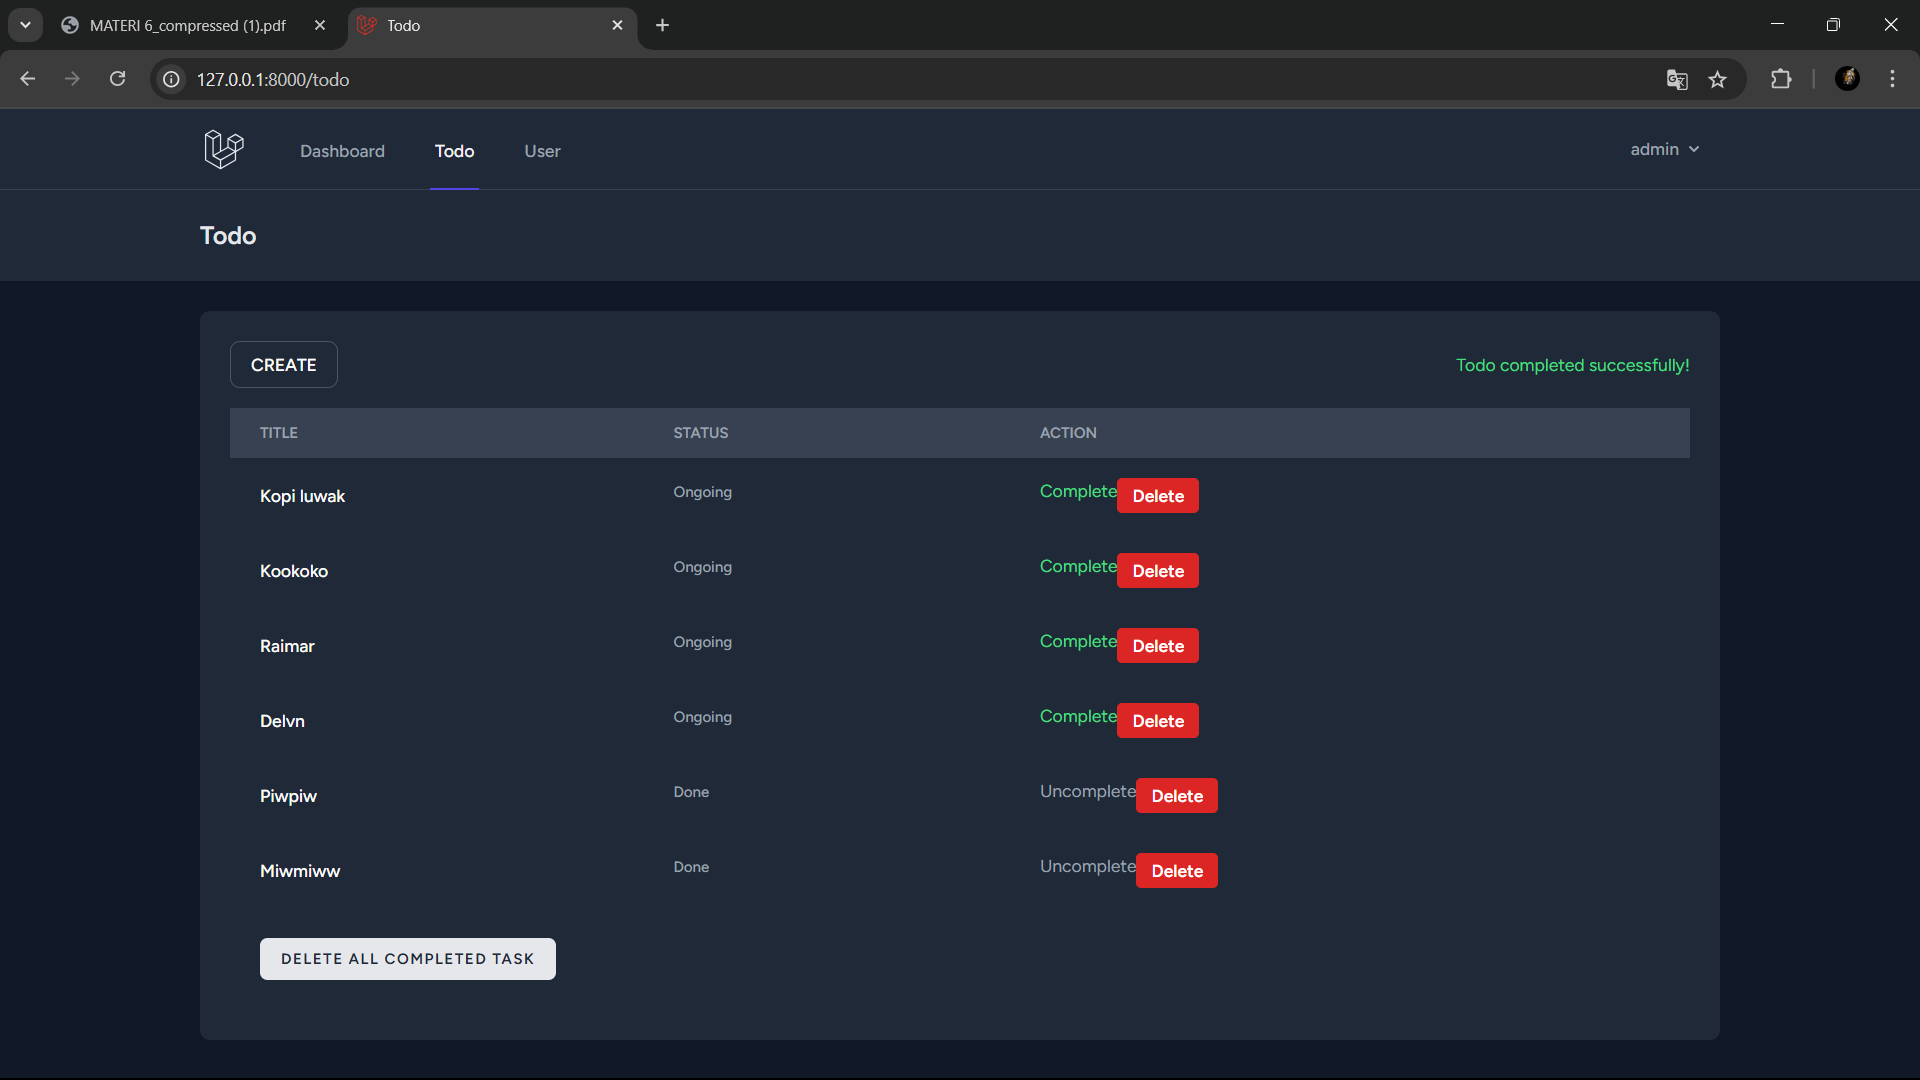 MATERI 6_compressed (1).pdf
Todo
127.0.0.1:8000/todo
Dashboard
Todo
User
admin
Todo
CREATE
Todo completed successfully!
TITLE STATUS ACTION
Kopi luwak Ongoing Complete Delete
Kookoko Ongoing Complete Delete
Raimar Ongoing Complete Delete
Delvn Ongoing Complete Delete
Piwpiw Done Uncomplete Delete
Miwmiww Done Uncomplete Delete
DELETE ALL COMPLETED TASK